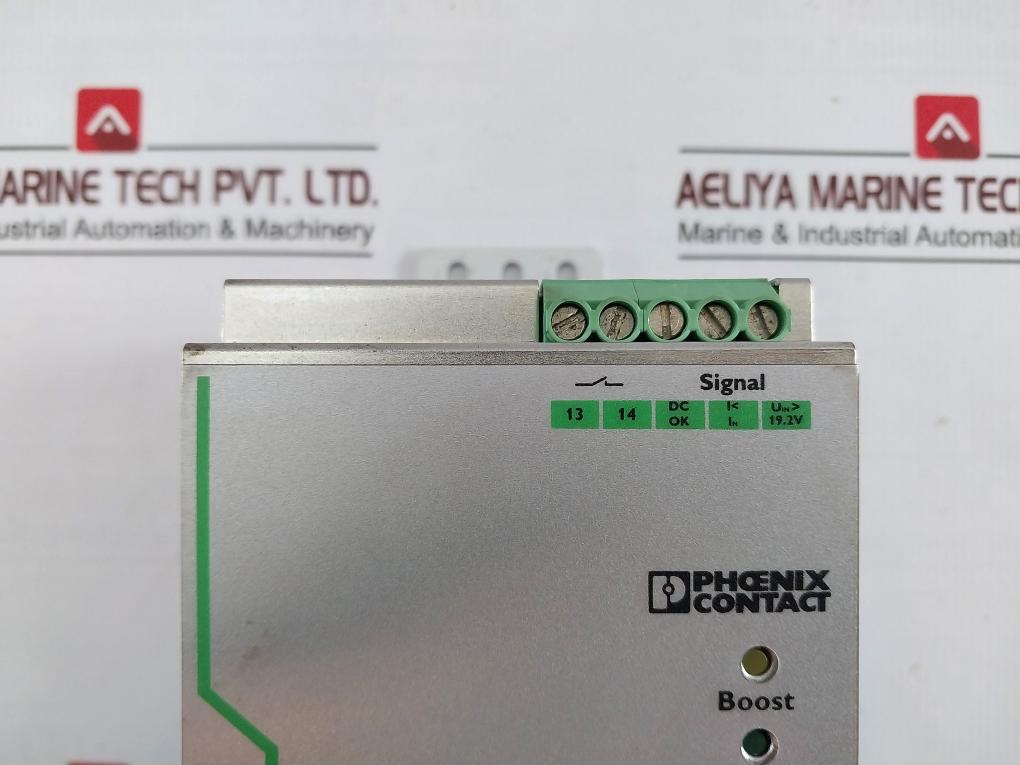 ARINE TECH PVT. LTD.
ustrial Automation & Machinery
AELIYA MARINE TEC
Marine & Industrial Automati
Signal
13 14 DC OK I< IN UIN> 19.2V
PHŒNIX
CONTACT
Boost